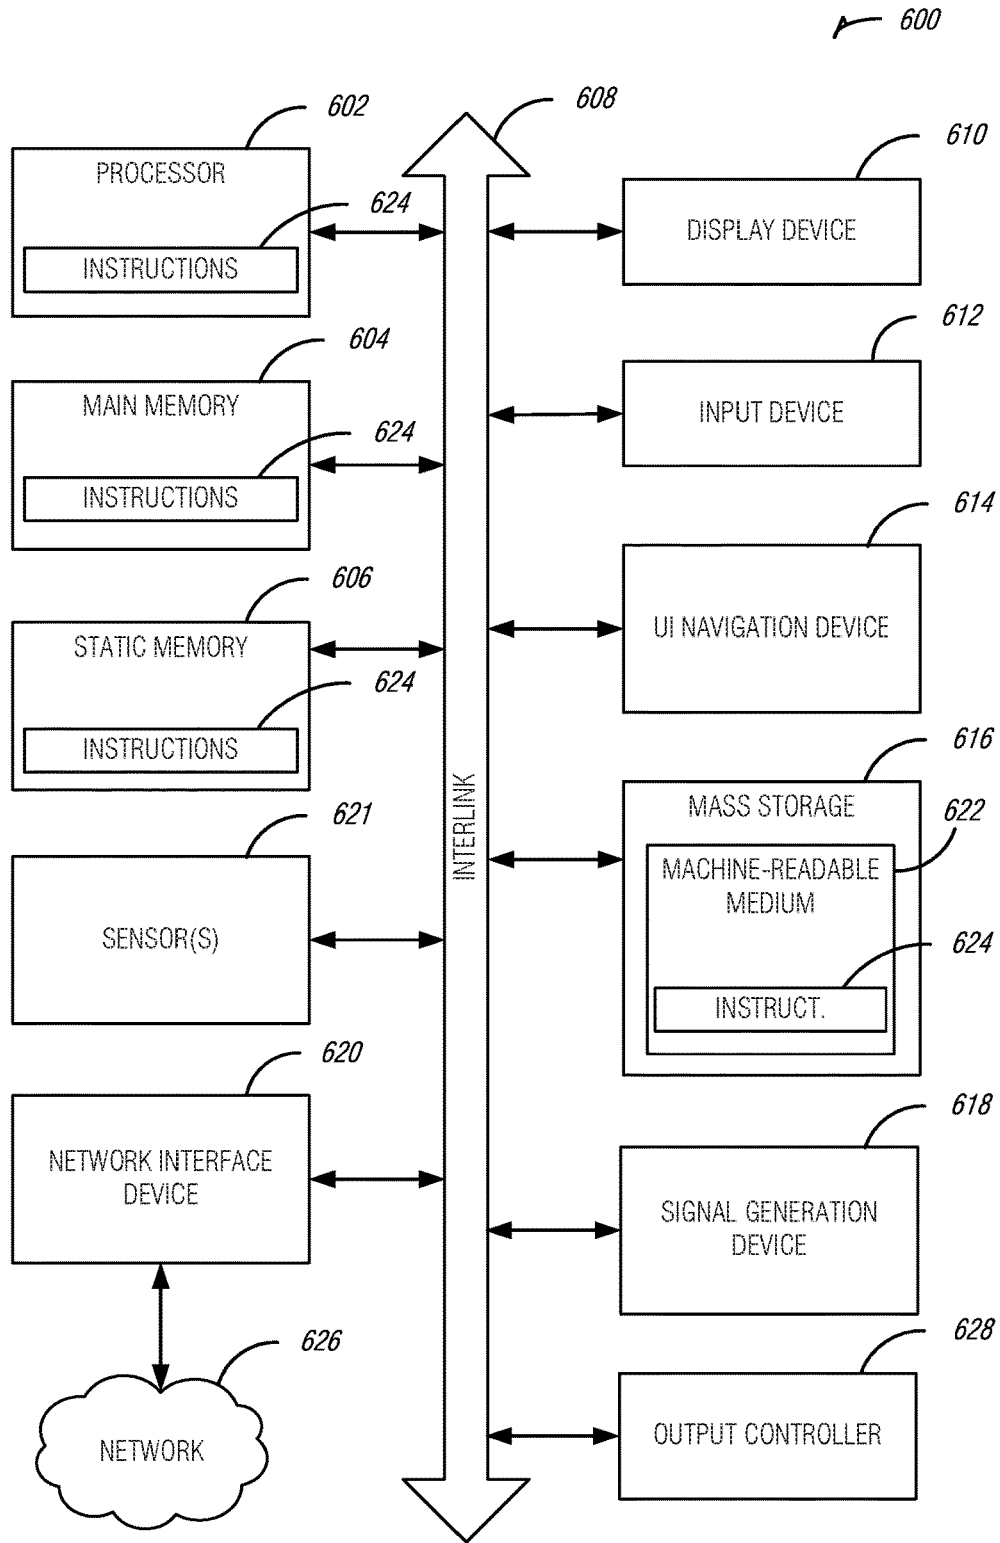 600
602
PROCESSOR
624
INSTRUCTIONS
604
MAIN MEMORY
624
INSTRUCTIONS
606
STATIC MEMORY
624
INSTRUCTIONS
621
SENSOR(S)
620
NETWORK INTERFACE
DEVICE
626
NETWORK
608
INTERLINK
610
DISPLAY DEVICE
612
INPUT DEVICE
614
UI NAVIGATION DEVICE
616
MASS STORAGE
622
MACHINE-READABLE
MEDIUM
624
INSTRUCT.
618
SIGNAL GENERATION
DEVICE
628
OUTPUT CONTROLLER